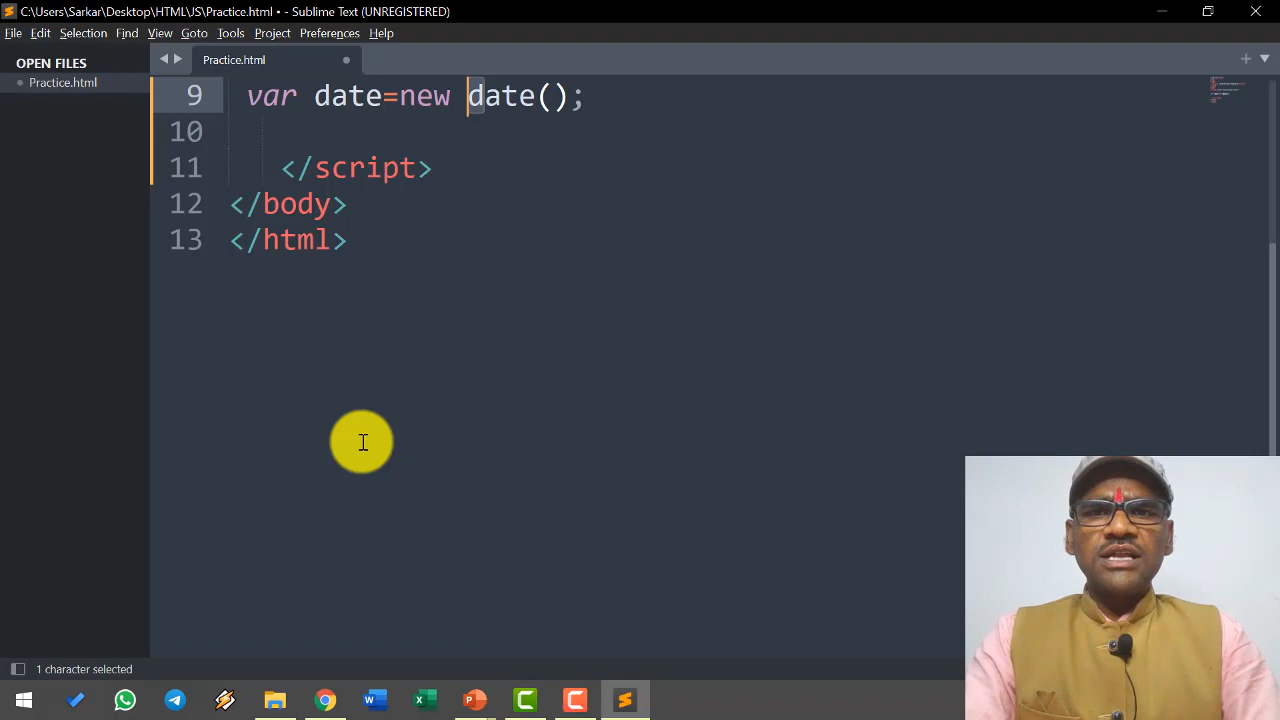 C:\Users\Sarkar\Desktop\HTML\JS\Practice.html • - Sublime Text (UNREGISTERED)
File Edit Selection Find View Goto Tools Project Preferences Help
OPEN FILES
Practice.html
Practice.html
9 var date=new date();
10
11 </script>
12 </body>
13 </html>
1 character selected